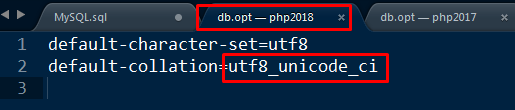 MySQL.sql
db.opt — php2018
db.opt — php2017
1 default-character-set=utf8
2 default-collation=utf8_unicode_ci
3